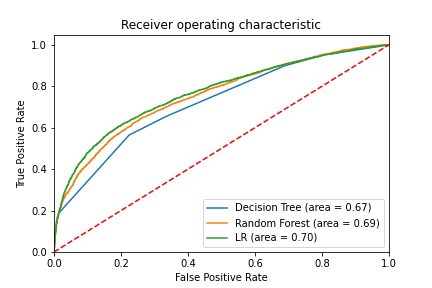 Receiver operating characteristic
True Positive Rate
1.0
0.8
0.6
0.4
0.2
0.0
Decision Tree (area = 0.67)
Random Forest (area = 0.69)
LR (area = 0.70)
0.0 0.2 0.4 0.6 0.8 1.0
False Positive Rate